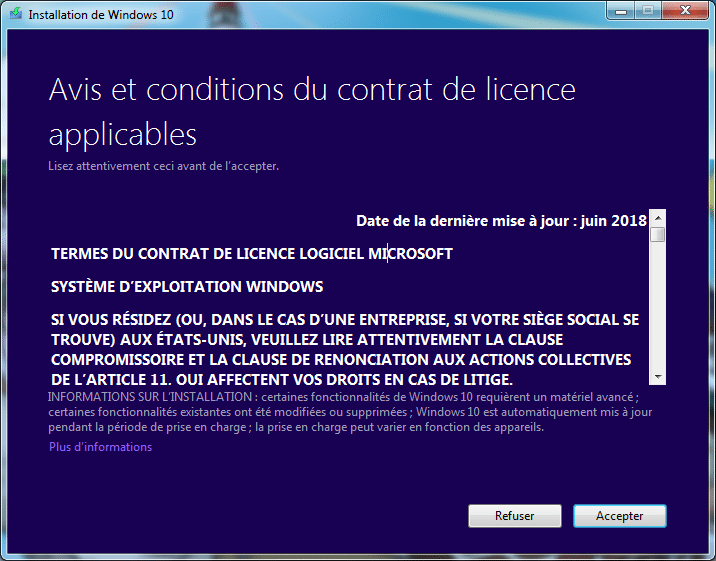 Installation de Windows 10
Avis et conditions du contrat de licence
applicables
Lisez attentivement ceci avant de l'accepter.
Date de la dernière mise à jour : juin 2018
TERMES DU CONTRAT DE LICENCE LOGICIEL MICROSOFT
SYSTÈME D'EXPLOITATION WINDOWS
SI VOUS RÉSIDEZ (OU, DANS LE CAS D'UNE ENTREPRISE, SI VOTRE SIÈGE SOCIAL SE
TROUVE) AUX ÉTATS-UNIS, VEUILLEZ LIRE ATTENTIVEMENT LA CLAUSE
COMPROMISSOIRE ET LA CLAUSE DE RENONCIATION AUX ACTIONS COLLECTIVES
DE L'ARTICLE 11. QUI AFFECTENT VOS DROITS EN CAS DE LITIGE.
INFORMATIONS SUR L'INSTALLATION : certaines fonctionnalités de Windows 10 requièrent un matériel avancé ;
certaines fonctionnalités existantes ont été modifiées ou supprimées ; Windows 10 est automatiquement mis à jour
pendant la période de prise en charge ; la prise en charge peut varier en fonction des appareils.
Plus d'informations
Refuser
Accepter